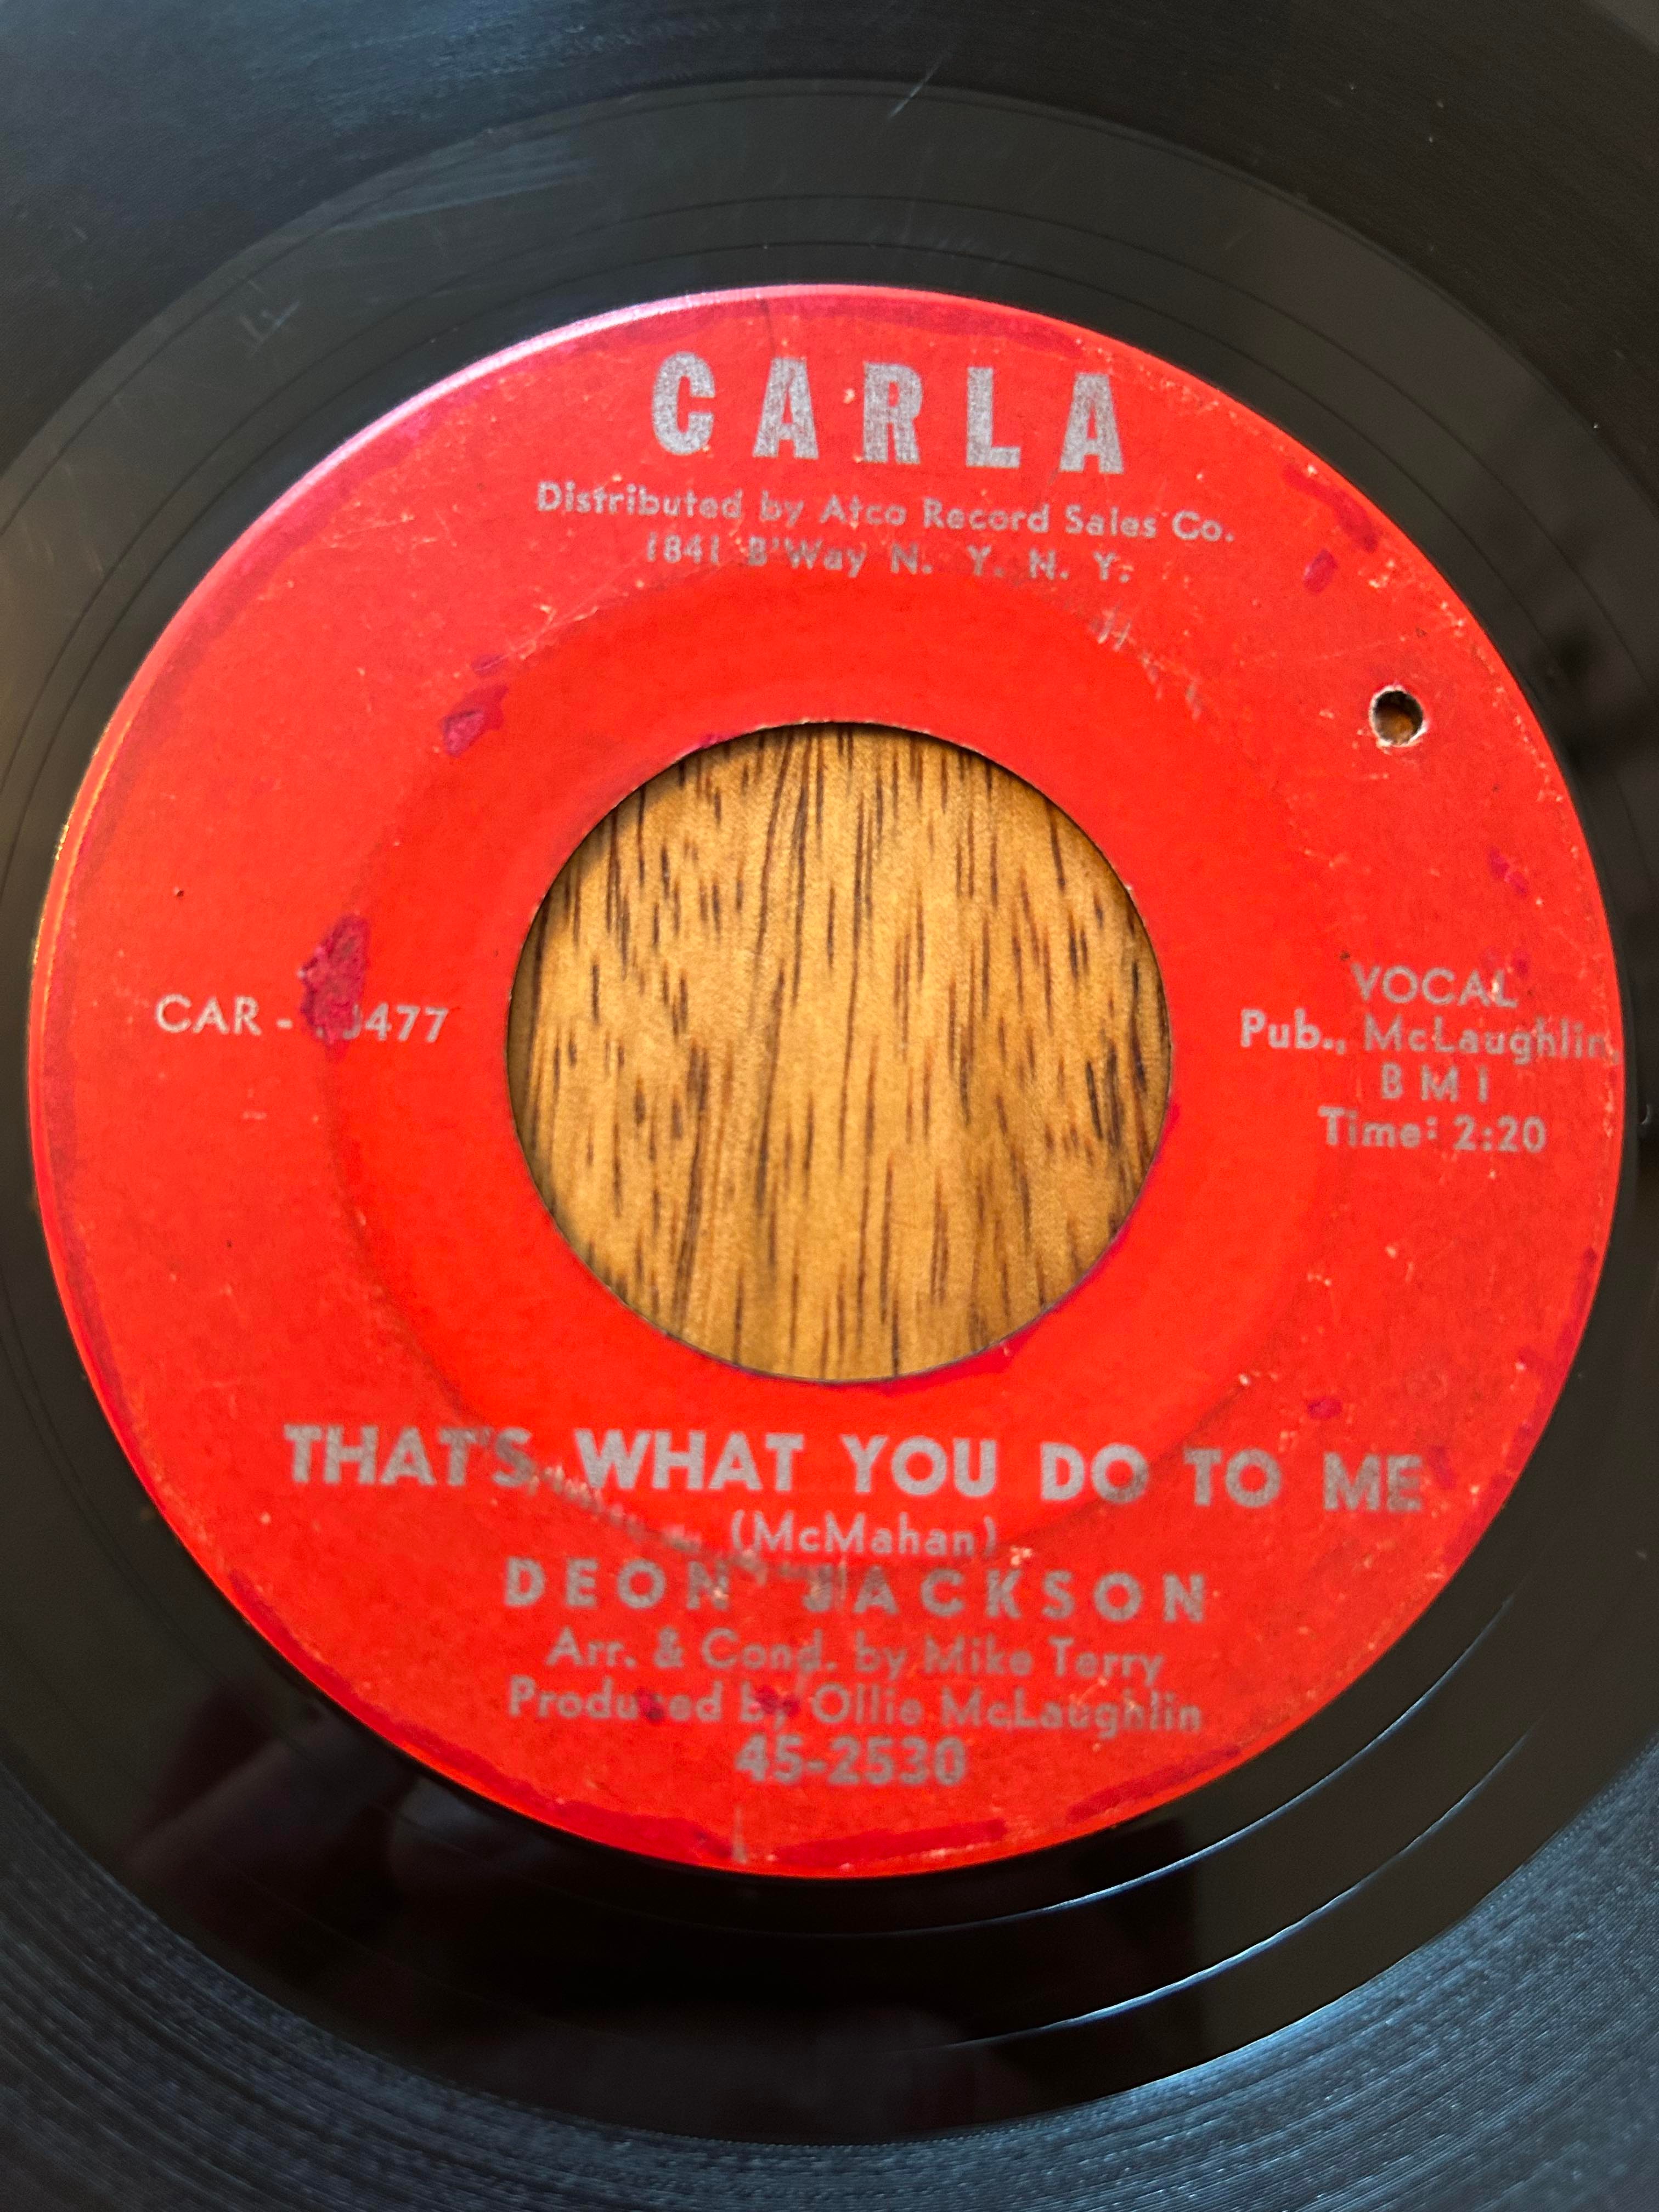 CARLA
Distributed by Atco Record Sales Co.
1841 B'Way N. Y. N. Y.
CAR -
VOCAL
Pub., McLaughlin,
BMI
Time: 2:20
THAT'S WHAT YOU DO TO ME
(McMahan)
DEON JACKSON
Arr. & Cond. by Mike Terry
Produced by Ollie McLaughlin
45-2530